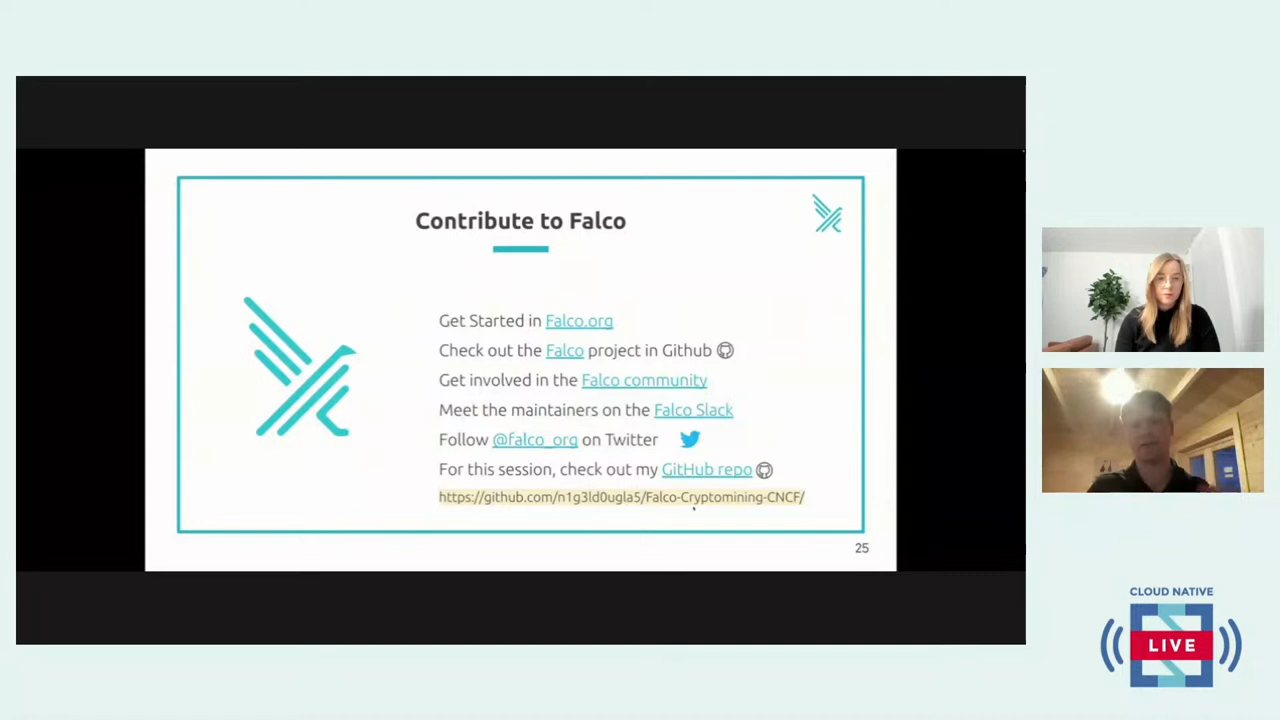 Contribute to Falco
Get Started in Falco.org
Check out the Falco project in Github
Get involved in the Falco community
Meet the maintainers on the Falco Slack
Follow @falco_org on Twitter
For this session, check out my GitHub repo
https://github.com/n1g3ld0ugla5/Falco-Cryptomining-CNCF/
25
CLOUD NATIVE
LIVE